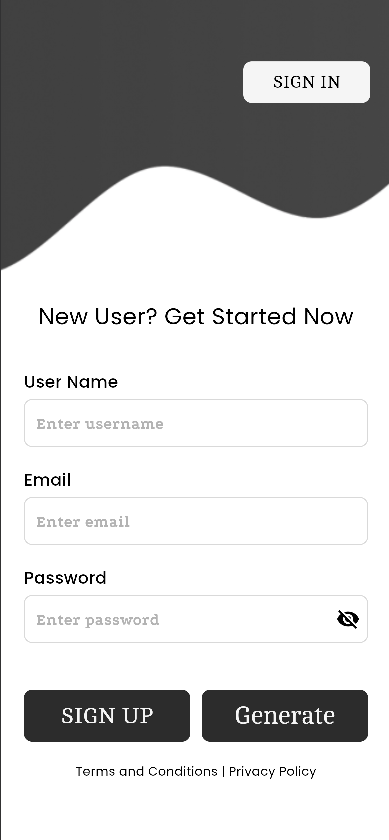 SIGN IN
New User? Get Started Now
User Name
Enter username
Email
Enter email
Password
Enter password
SIGN UP
Generate
Terms and Conditions | Privacy Policy